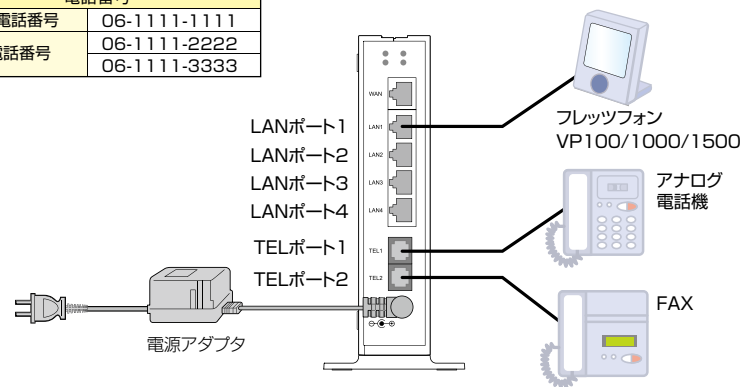 電話番号
電話番号 06-1111-1111
電話番号 06-1111-2222
06-1111-3333
WAN
LANポート1 LAN1
LANポート2 LAN2
LANポート3 LAN3
LANポート4 LAN4
TELポート1 TEL1
TELポート2 TEL2
フレッツフォン
VP100/1000/1500
アナログ
電話機
FAX
電源アダプタ